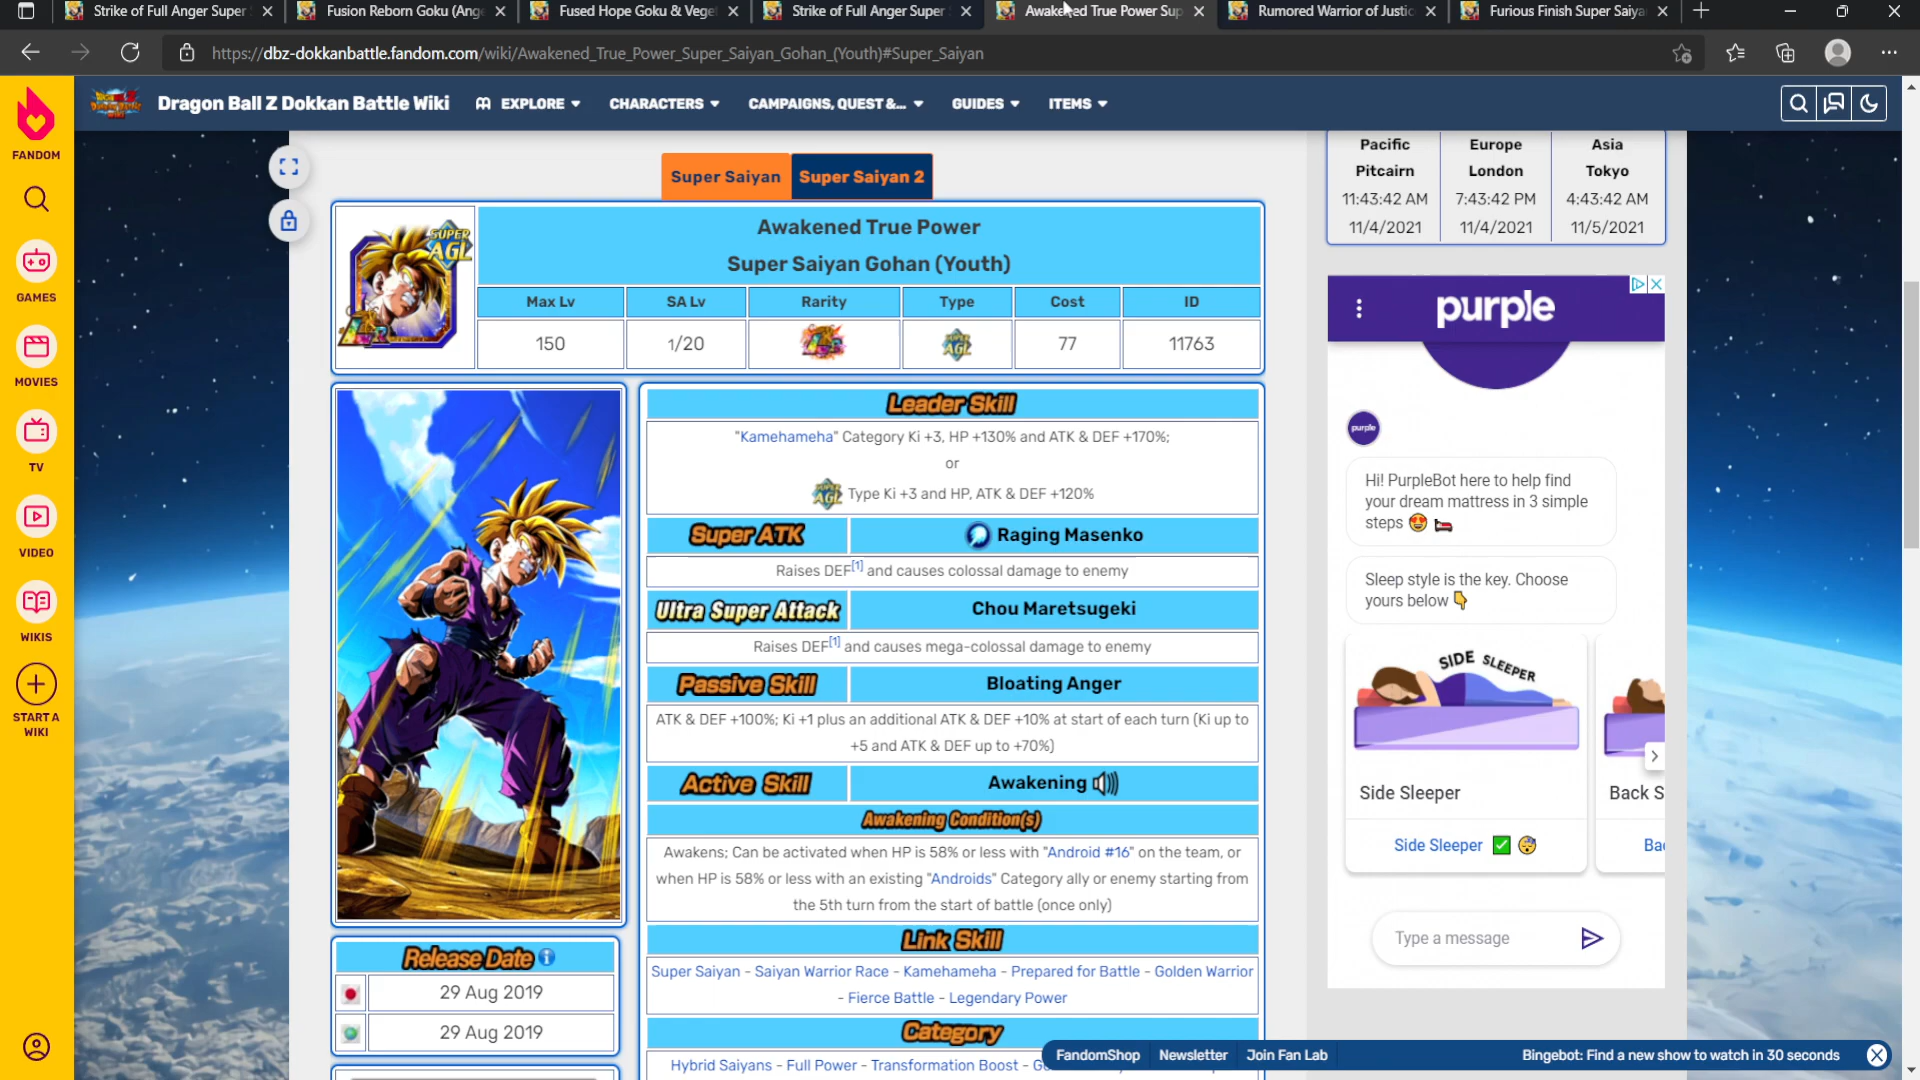 Strike of Full Anger Super
Fusion Reborn Goku (Ang
Fused Hope Goku & Vege
Strike of Full Anger Super
Awakened True Power Sup
Rumored Warrior of Justic
Furious Finish Super Saiya
https://dbz-dokkanbattle.fandom.com/wiki/Awakened_True_Power_Super_Saiyan_Gohan_(Youth)#Super_Saiyan
Dragon Ball Z Dokkan Battle Wiki
EXPLORE
CHARACTERS
CAMPAIGNS, QUEST &...
GUIDES
ITEMS
FANDOM
GAMES
MOVIES
TV
VIDEO
WIKIS
START A
WIKI
Super Saiyan
Super Saiyan 2
SUPER
AGL
LR
Awakened True Power
Super Saiyan Gohan (Youth)
Max Lv SA Lv Rarity Type Cost ID
150 1/20 LR SUPER AGL 77 11763
Leader Skill
"Kamehameha" Category Ki +3, HP +130% and ATK & DEF +170%;
or
SUPER AGL Type Ki +3 and HP, ATK & DEF +120%
Super ATK Raging Masenko
Raises DEF[1] and causes colossal damage to enemy
Ultra Super Attack Chou Maretsugeki
Raises DEF[1] and causes mega-colossal damage to enemy
Passive Skill Bloating Anger
ATK & DEF +100%; Ki +1 plus an additional ATK & DEF +10% at start of each turn (Ki up to
+5 and ATK & DEF up to +70%)
Active Skill Awakening
Awakening Condition(s)
Awakens; Can be activated when HP is 58% or less with "Android #16" on the team, or
when HP is 58% or less with an existing "Androids" Category ally or enemy starting from
the 5th turn from the start of battle (once only)
Link Skill
Super Saiyan - Saiyan Warrior Race - Kamehameha - Prepared for Battle - Golden Warrior
- Fierce Battle - Legendary Power
Category
Hybrid Saiyans - Full Power - Transformation Boost - G
Release Date
29 Aug 2019
29 Aug 2019
Pacific Europe Asia
Pitcairn London Tokyo
11:43:42 AM 7:43:42 PM 4:43:42 AM
11/4/2021 11/4/2021 11/5/2021
purple
purple
Hi! PurpleBot here to help find
your dream mattress in 3 simple
steps
Sleep style is the key. Choose
yours below
SIDE SLEEPER
Side Sleeper
Back S
Side Sleeper
Bac
Type a message
FandomShop Newsletter Join Fan Lab
Bingebot: Find a new show to watch in 30 seconds